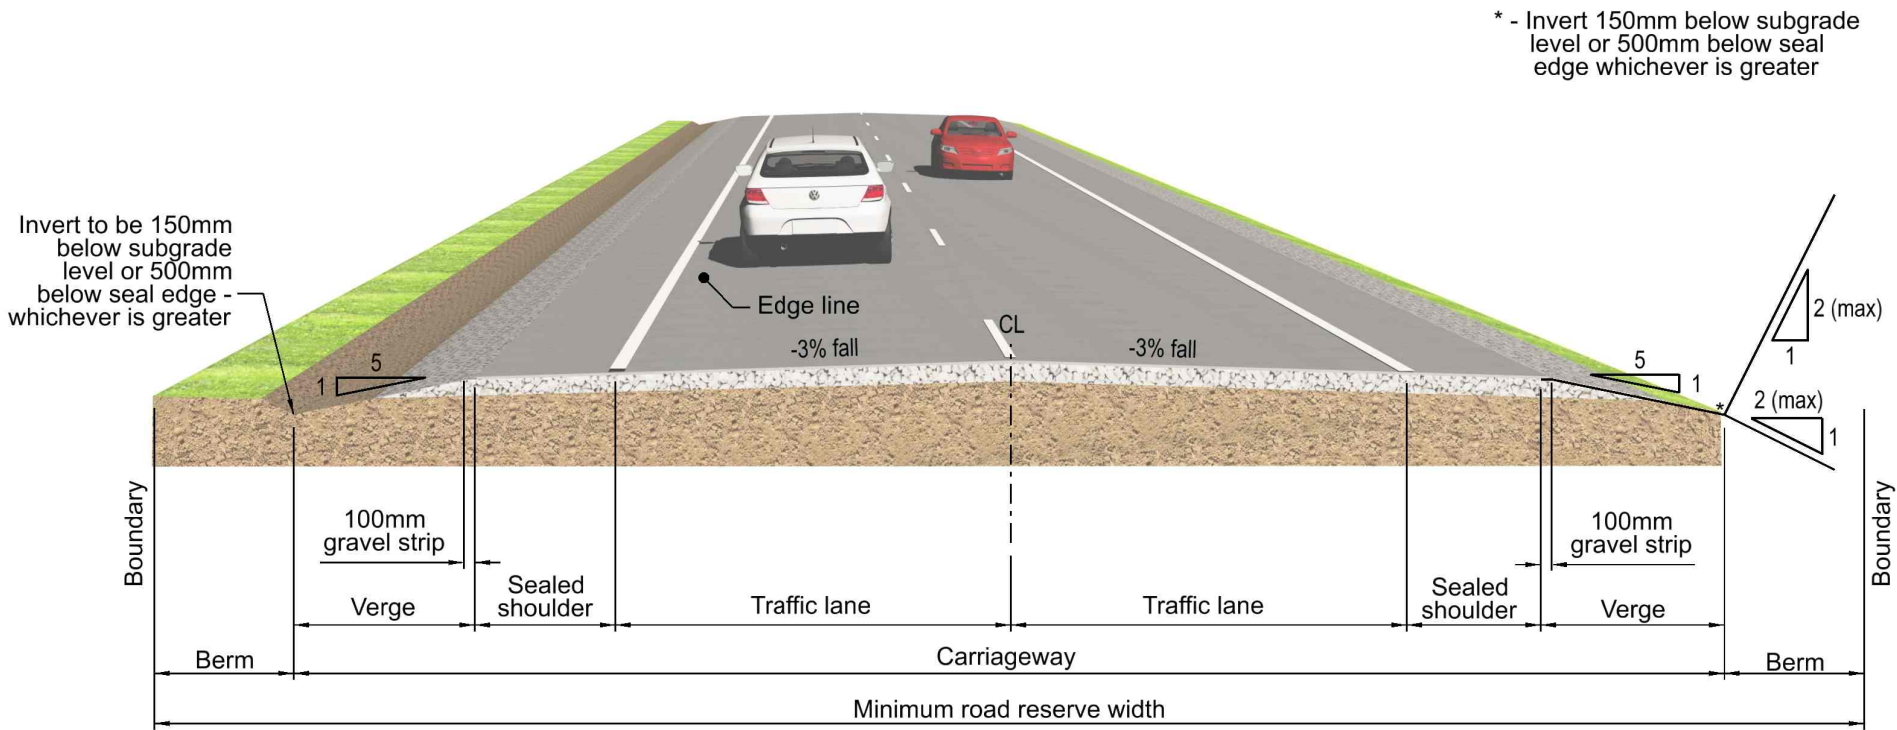 * - Invert 150mm below subgrade
level or 500mm below seal
edge whichever is greater
Invert to be 150mm
below subgrade
level or 500mm
below seal edge -
whichever is greater
Edge line
CL
-3% fall
-3% fall
5
1
5
1
2 (max)
1
*
2 (max)
1
Boundary
100mm
gravel strip
100mm
gravel strip
Boundary
Verge
Sealed
shoulder
Traffic lane
Traffic lane
Sealed
shoulder
Verge
Berm
Carriageway
Berm
Minimum road reserve width